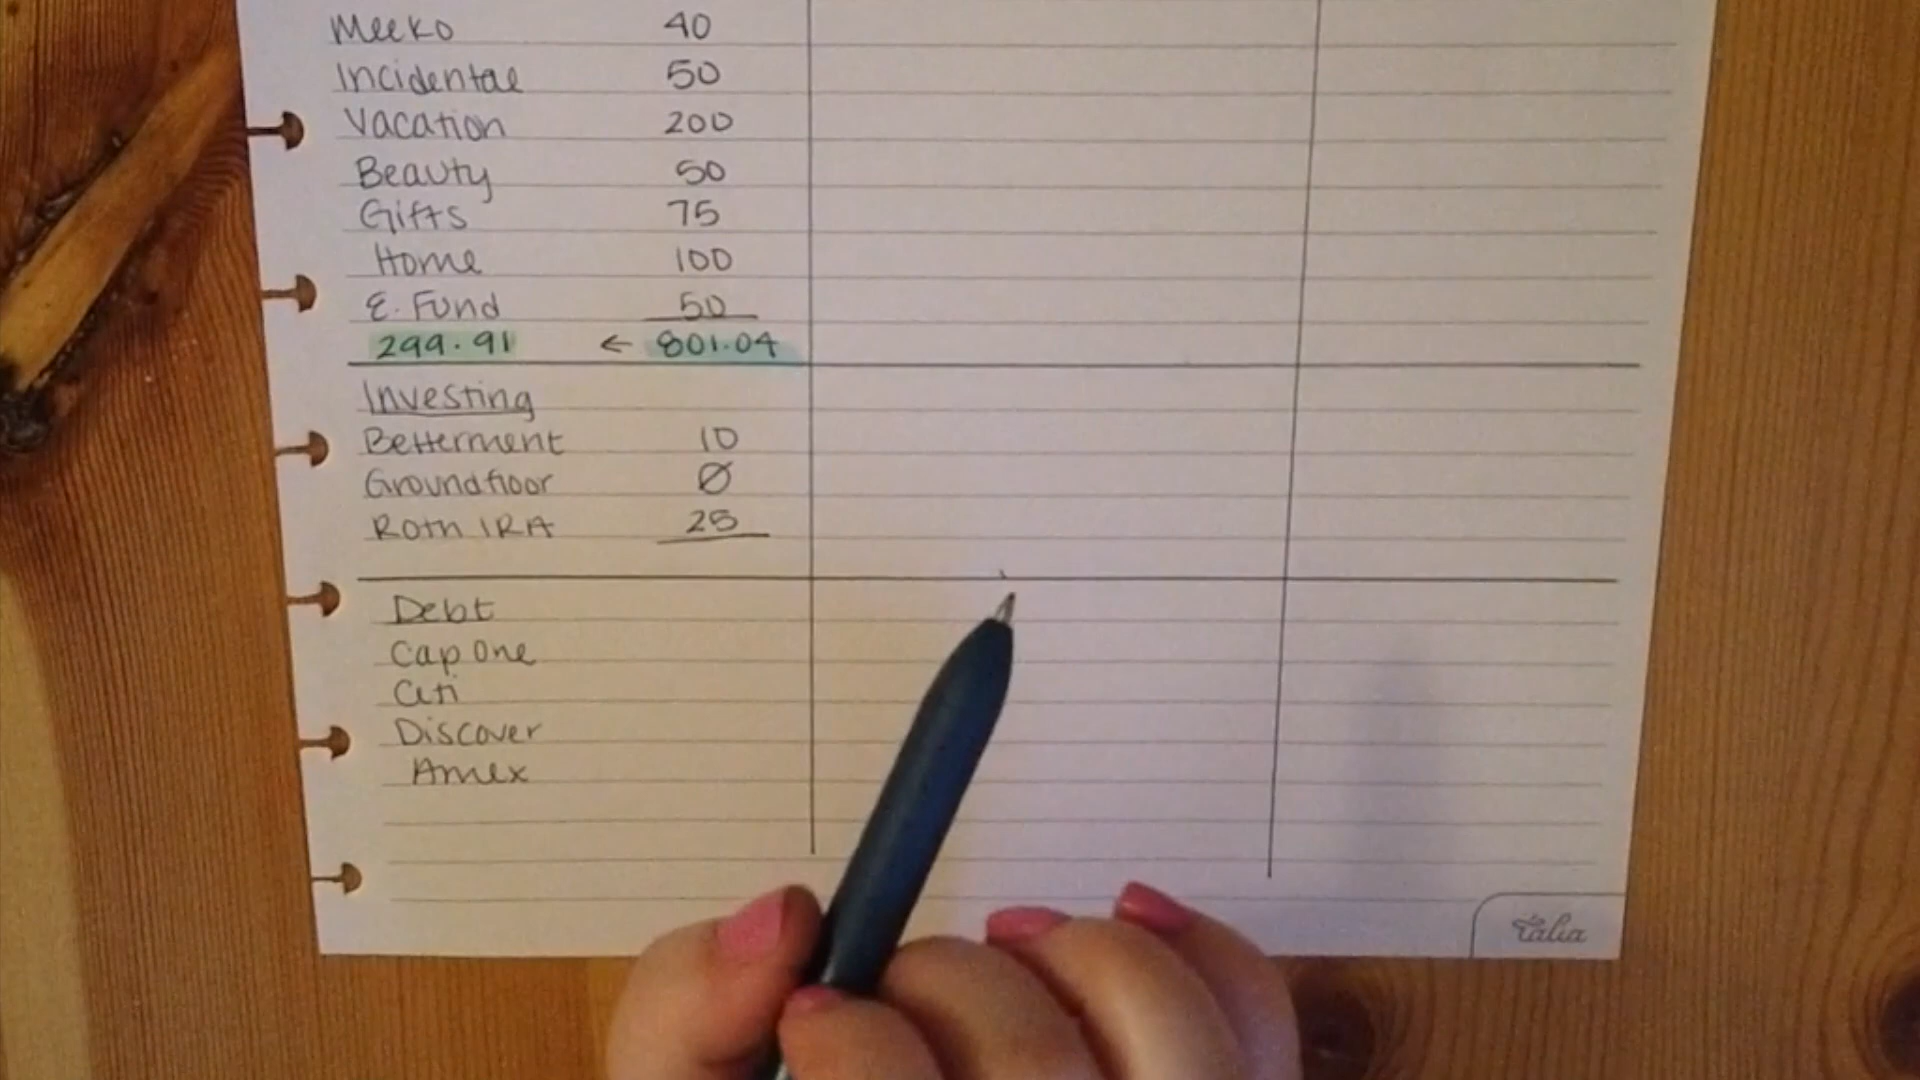 Meeko 40
Incidental 50
Vacation 200
Beauty 50
Gifts 75
Home 100
E. Fund 50
299.91 ← 801.04
Investing
Betterment 10
Groundfloor Ø
Roth IRA 25
Debt
Cap One
Citi
Discover
Amex
talia